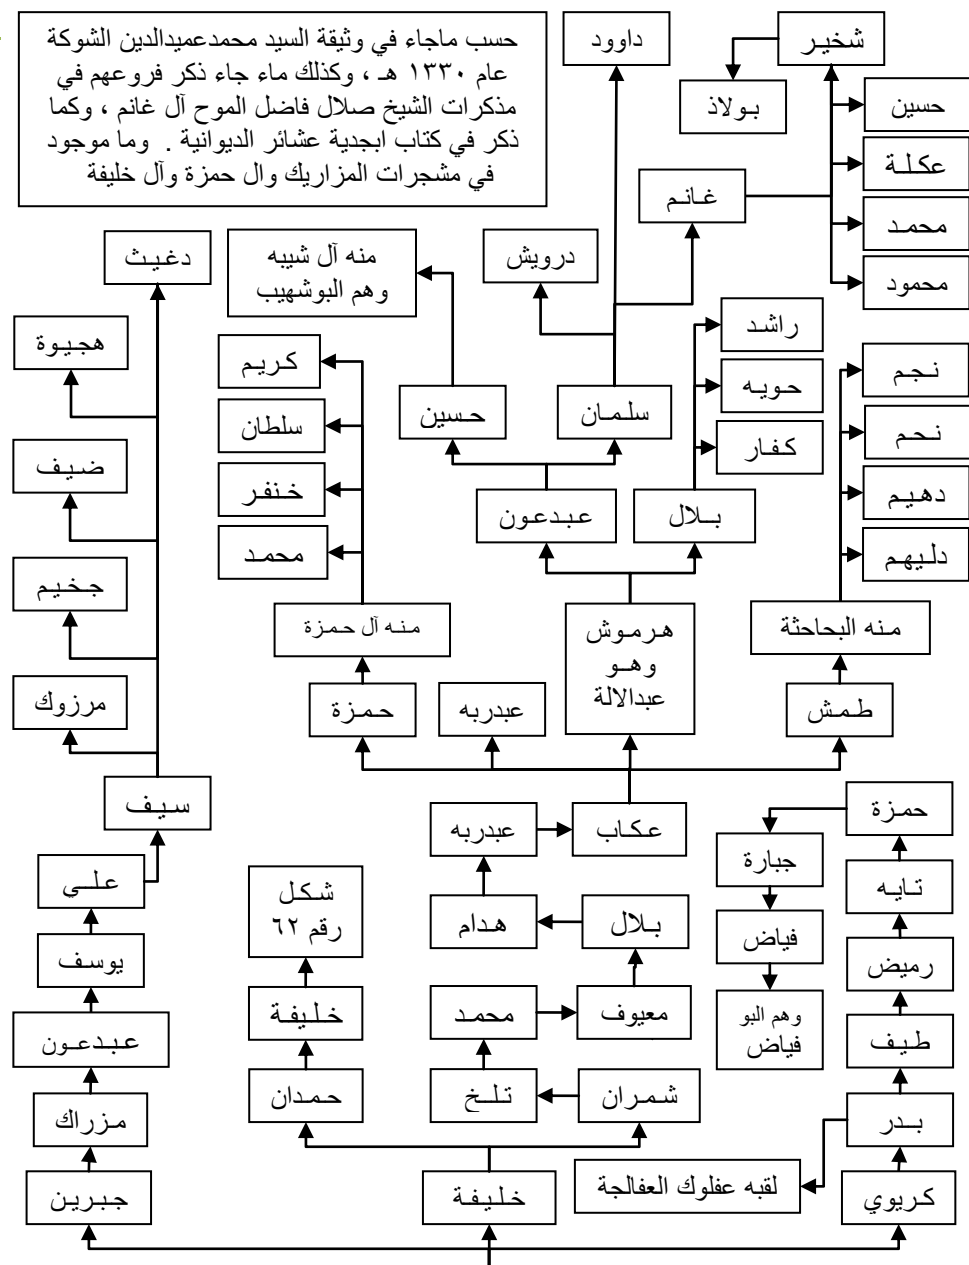 حسب ماجاء في وثيقة السيد محمدعميدالدين الشوكة
عام ١٣٣٠ هـ ، وكذلك ماء جاء ذكر فروعهم في
مذكرات الشيخ صلال فاضل الموح آل غانم ، وكما
ذكر في كتاب ابجدية عشائر الديوانية . وما موجود
في مشجرات المزاريك وال حمزة وآل خليفة
داوود
شخير
بولاذ
حسين
عكلة
محمد
محمود
غانم
درويش
منه آل شيبه
وهم البوشهيب
دغيث
هجيوة
ضيف
جخيم
مرزوك
سيف
علي
يوسف
عبدعون
مزراك
جبرين
كريم
سلطان
خنفر
محمد
منه آل حمزة
حمزة
حسين
سلمان
عبدعون
بلال
راشد
حويه
كفار
نجم
نحم
دهيم
دليهم
منه البحاحثة
طمش
هرموش
وهو
عبدالالة
عبدربه
عكاب
عبدربه
هدام
بلال
معيوف
محمد
تلخ
شمران
شكل
رقم ٦٢
خليفة
حمدان
خليفة
حمزة
جبارة
فياض
وهم البو
فياض
تايه
رميض
طيف
بدر
لقبه عفلوك العفالجة
كريوي